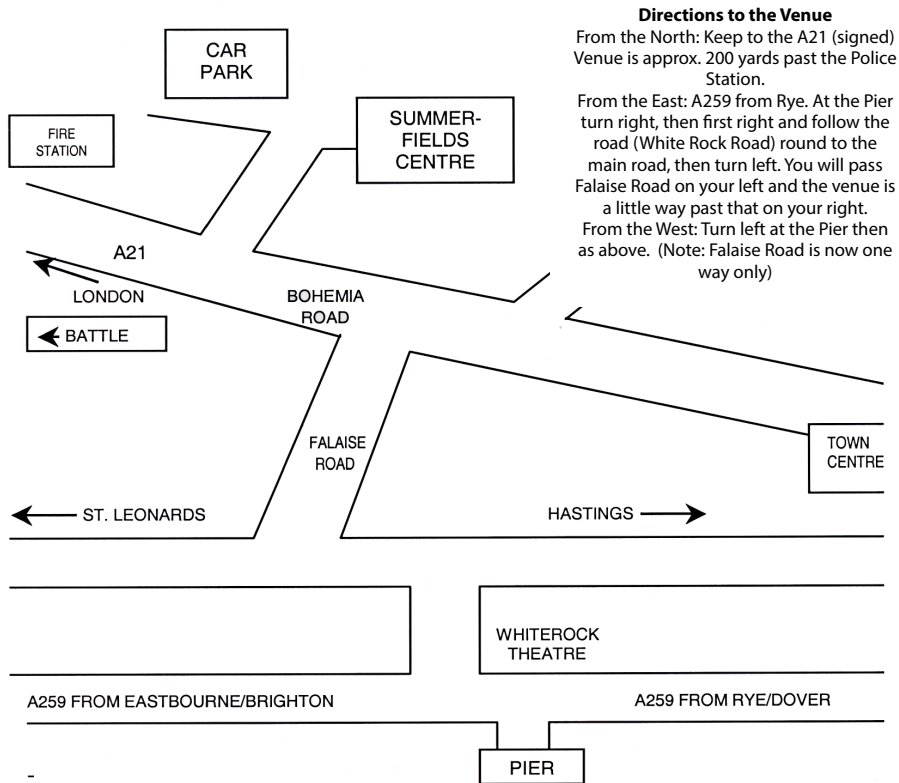 Directions to the Venue
From the North: Keep to the A21 (signed)
Venue is approx. 200 yards past the Police
Station.
From the East: A259 from Rye. At the Pier
turn right, then first right and follow the
road (White Rock Road) round to the
main road, then turn left. You will pass
Falaise Road on your left and the venue is
a little way past that on your right.
From the West: Turn left at the Pier then
as above. (Note: Falaise Road is now one
way only)
CAR
PARK
FIRE
STATION
SUMMER-
FIELDS
CENTRE
A21
LONDON
BATTLE
BOHEMIA
ROAD
FALAISE
ROAD
TOWN
CENTRE
ST. LEONARDS
HASTINGS
WHITEROCK
THEATRE
A259 FROM EASTBOURNE/BRIGHTON
A259 FROM RYE/DOVER
PIER